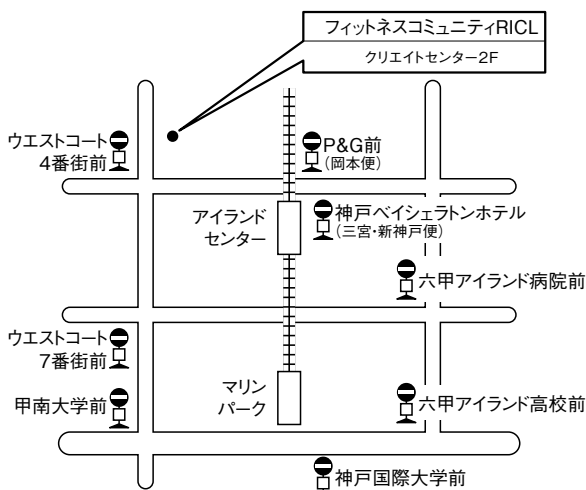 フィットネスコミュニティRICL
クリエイトセンター2F
ウエストコート
4番街前
P&G前
(岡本便)
アイランド
センター
神戸ベイシェラトンホテル
(三宮・新神戸便)
六甲アイランド病院前
ウエストコート
7番街前
マリン
パーク
甲南大学前
六甲アイランド高校前
神戸国際大学前